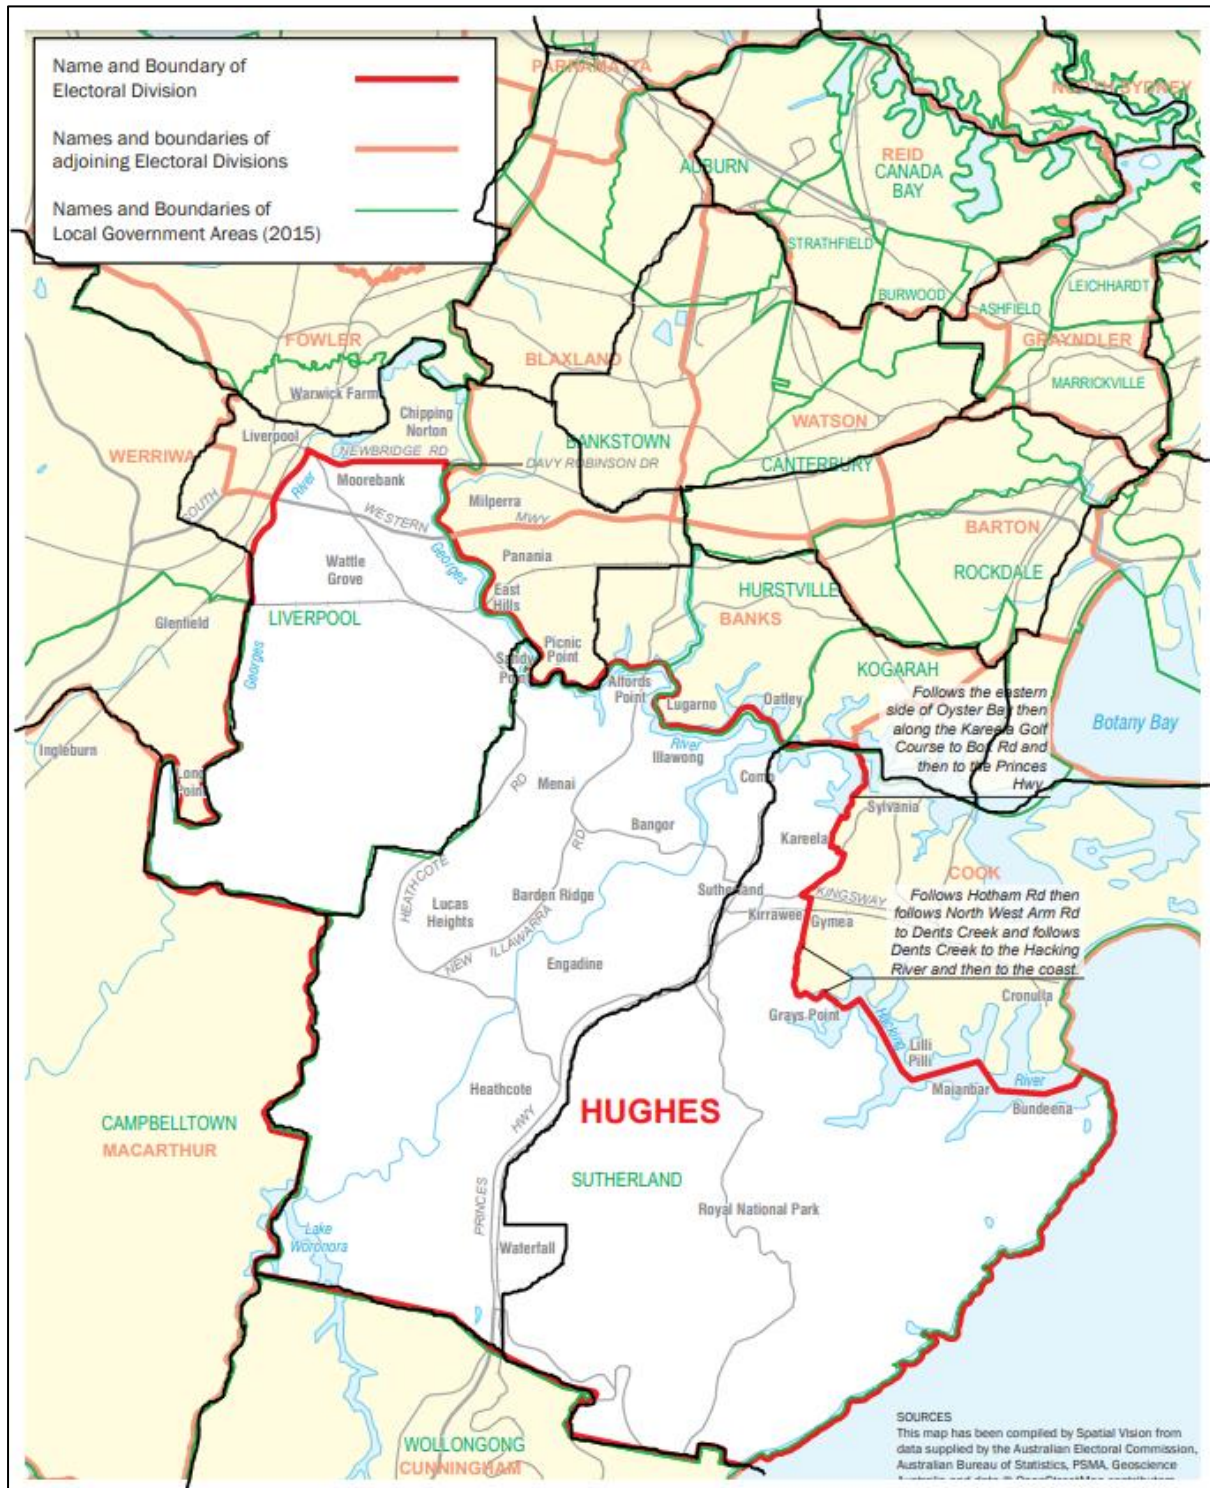 Name and Boundary of
Electoral Division
Names and boundaries of
adjoining Electoral Divisions
Names and Boundaries of
Local Government Areas (2015)
PARRAMATTA
NORTH SYDNEY
AUBURN
REID
CANADA
BAY
STRATHFIELD
BURWOOD
LEICHHARDT
ASHFIELD
FOWLER
BLAXLAND
GRAYNDLER
MARRICKVILLE
Warwick Farm
Chipping
Norton
WATSON
Liverpool
BANKSTOWN
WERRIWA
NEWBRIDGE RD
DAVY ROBINSON DR
CANTERBURY
Moorebank
River
SOUTH
WESTERN
Milperra
MWY
BARTON
Georges
Panania
Wattle
Grove
ROCKDALE
East
Hills
HURSTVILLE
BANKS
LIVERPOOL
Glenfield
Georges
Picnic
Point
Sandy
Point
KOGARAH
Alfords
Point
Lugarno
Oatley
Follows the eastern
side of Oyster Bay then
along the Kareela Golf
Course to Box Rd and
then to the Princes
Hwy.
Botany Bay
Ingleburn
River
Illawong
Long
Point
Como
Menai
RD
Sylvania
Bangor
Kareela
RD
COOK
HEATHCOTE
Barden Ridge
Sutherland
KINGSWAY
Follows Hotham Rd then
follows North West Arm Rd
to Dents Creek and follows
Dents Creek to the Hacking
River and then to the coast.
Lucas
Heights
Kirrawee
Gymea
NEW ILLAWARRA
Engadine
Cronulla
Grays Point
Hacking
Lilli
Pilli
Heathcote
Maianbar
River
Bundeena
HWY
HUGHES
CAMPBELLTOWN
MACARTHUR
SUTHERLAND
PRINCES
Royal National Park
Lake
Woronora
Waterfall
SOURCES
This map has been compiled by Spatial Vision from
data supplied by the Australian Electoral Commission,
Australian Bureau of Statistics, PSMA, Geoscience
WOLLONGONG
CUNNINGHAM